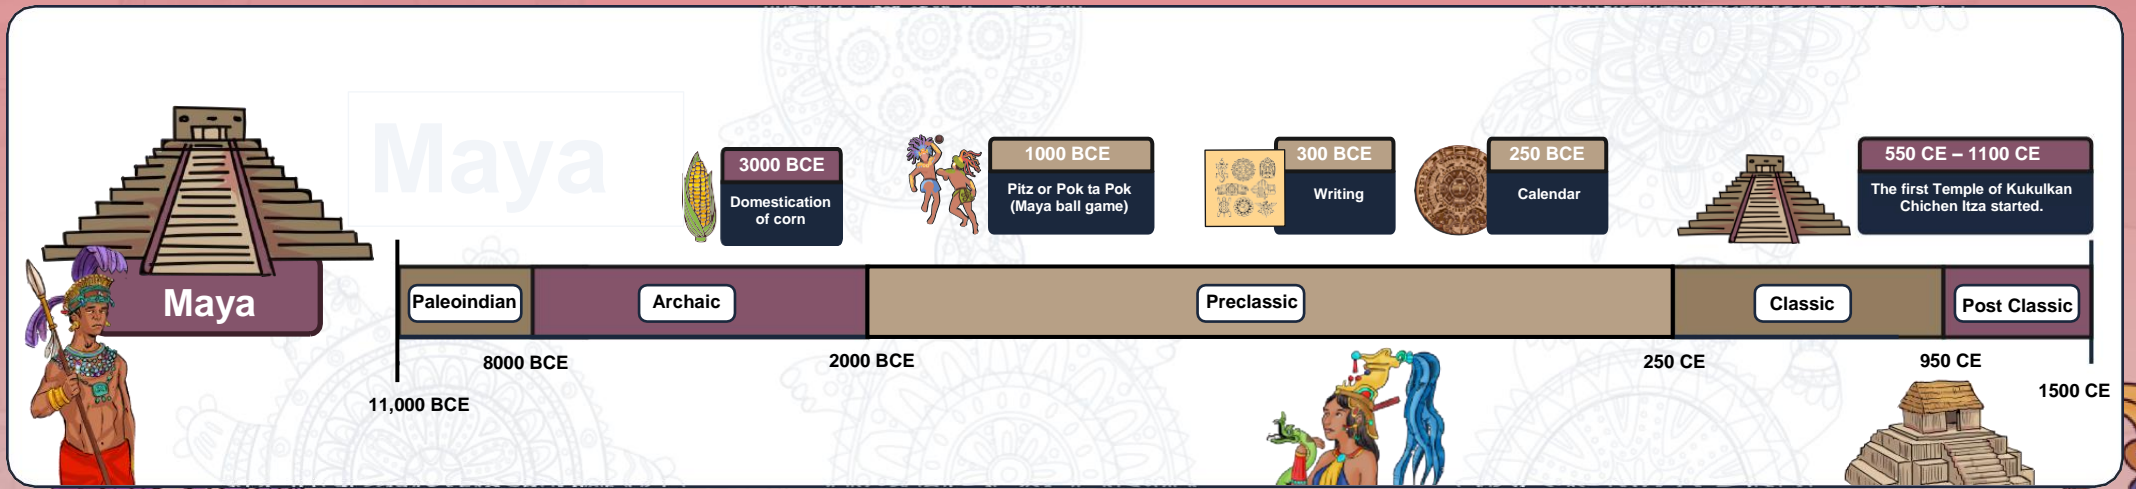 Maya
Maya
3000 BCE
Domestication
of corn
1000 BCE
Pitz or Pok ta Pok
(Maya ball game)
300 BCE
Writing
250 BCE
Calendar
550 CE – 1100 CE
The first Temple of Kukulkan
Chichen Itza started.
Paleoindian
Archaic
Preclassic
Classic
Post Classic
11,000 BCE
8000 BCE
2000 BCE
250 CE
950 CE
1500 CE